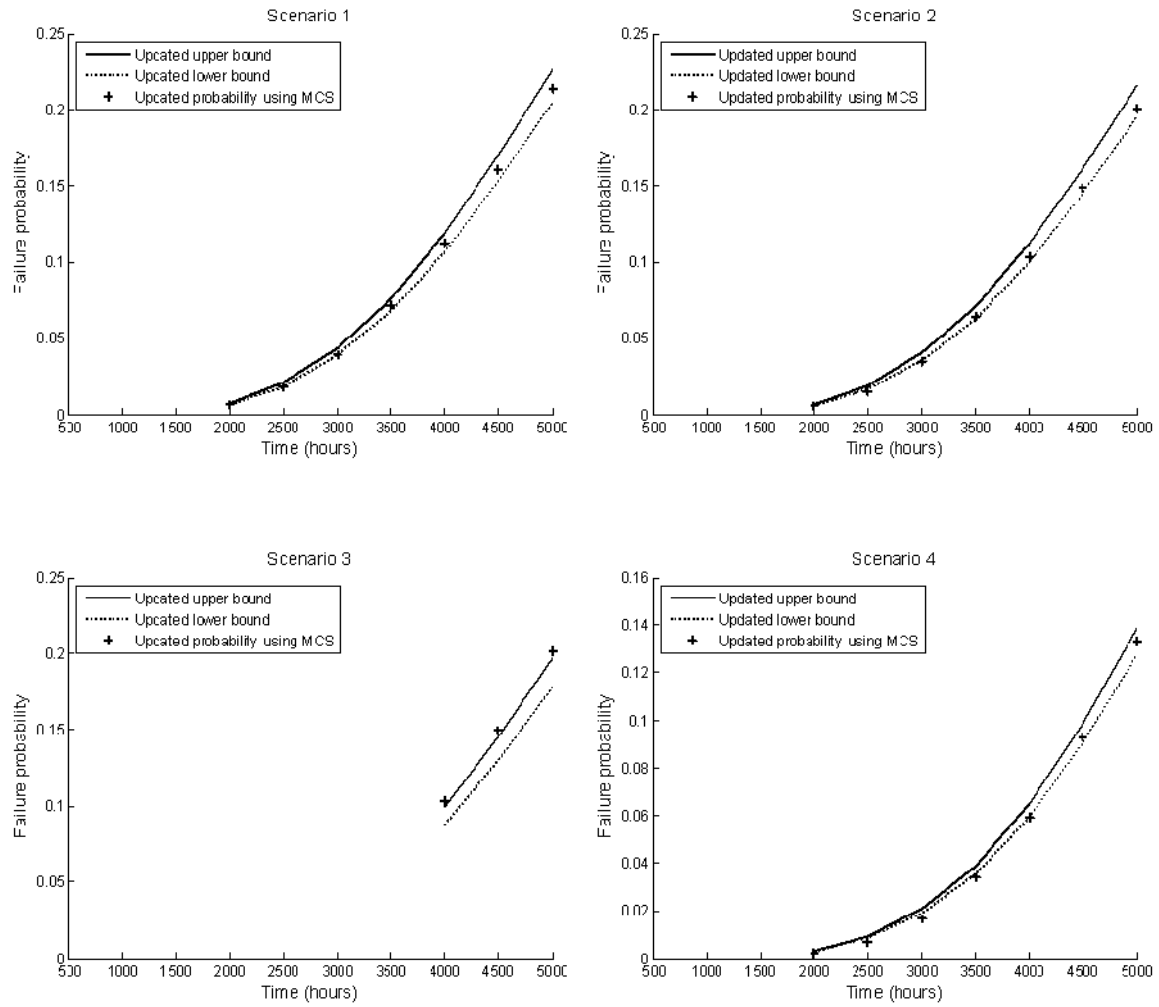 Scenario 1
0.25
0.2
0.15
0.1
0.05
0
Failure probability
Upcated upper bound
Upcated lower bound
Upcated probability using MCS
500 1000 1500 2000 2500 3000 3500 4000 4500 5000
Time (hours)
Scenario 2
0.25
0.2
0.15
0.1
0.05
0
Failure probability
Updated upper bound
Updated lower bound
Updated probability using MCS
500 1000 1500 2000 2500 3000 3500 4000 4500 5000
Time (hours)
Scenario 3
0.25
0.2
0.15
0.1
0.05
0
Failure probability
Upcated upper bound
Upcated lower bound
Upcated probability using MCS
500 1000 1500 2000 2500 3000 3500 4000 4500 5000
Time (hours)
Scenario 4
0.16
0.14
0.12
0.1
0.08
0.06
0.04
0.02
0
Failure probability
Updated upper bound
Updated lower bound
Updated probability using MCS
500 1000 1500 2000 2500 3000 3500 4000 4500 5000
Time (hours)